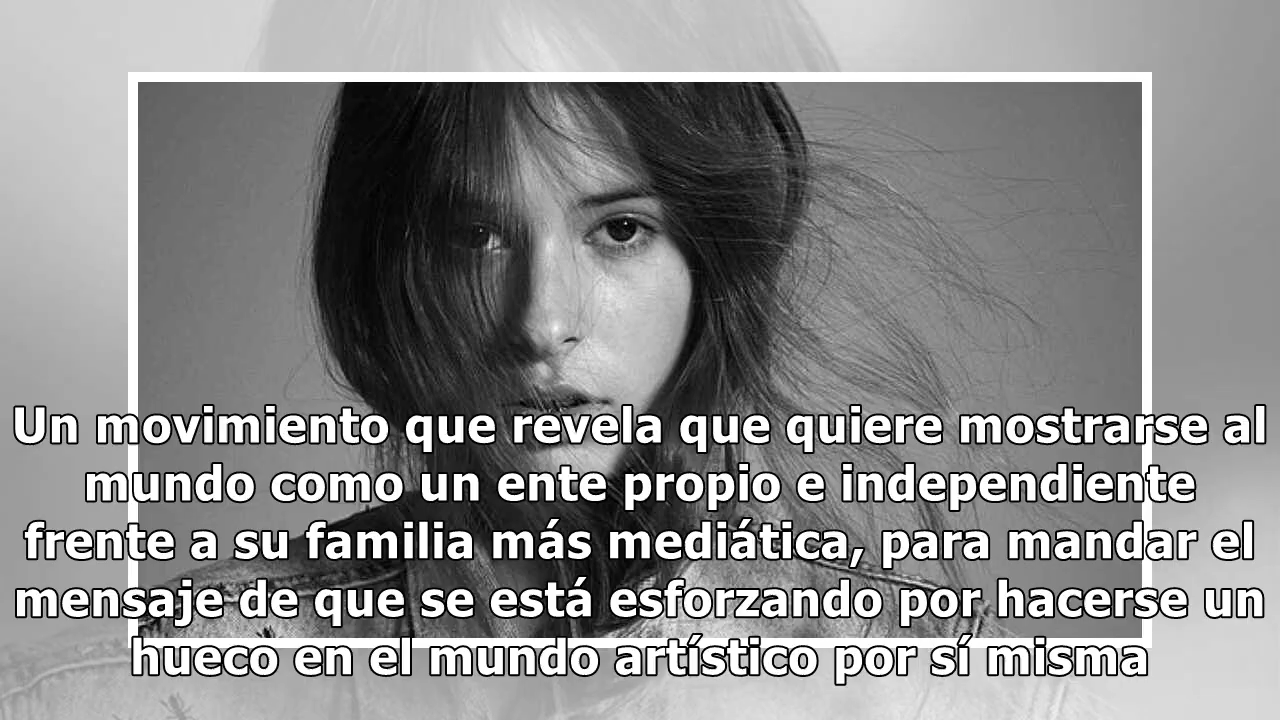 Un movimiento que revela que quiere mostrarse al
mundo como un ente propio e independiente
frente a su familia más mediática, para mandar el
mensaje de que se está esforzando por hacerse un
hueco en el mundo artístico por sí misma